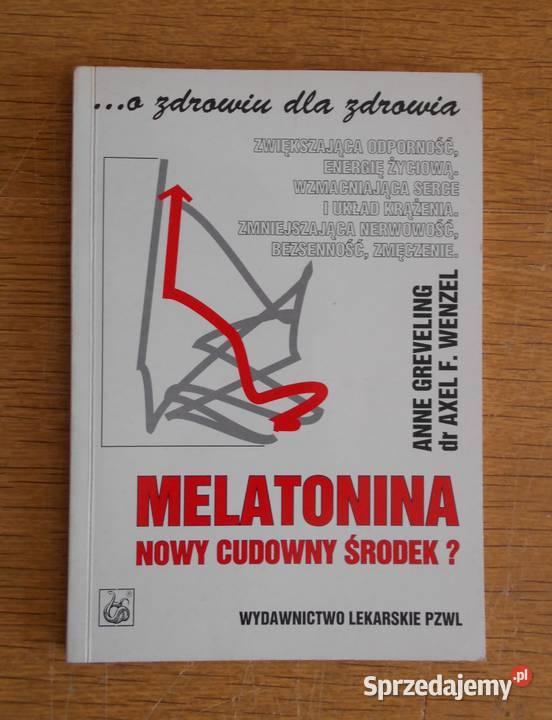 ...o zdrowiu dla zdrowia
ZWIĘKSZAJĄCA ODPORNOŚĆ,
ENERGIĘ ŻYCIOWĄ.
WZMACNIAJĄCA SERCE
I UKŁAD KRĄŻENIA.
ZMNIEJSZAJĄCA NERWOWOŚĆ,
BEZSENNOŚĆ, ZMĘCZENIE.
ANNE GREVELING
dr AXEL F. WENZEL
MELATONINA
NOWY CUDOWNY ŚRODEK ?
WYDAWNICTWO LEKARSKIE PZWL
Sprzedajemy.pl